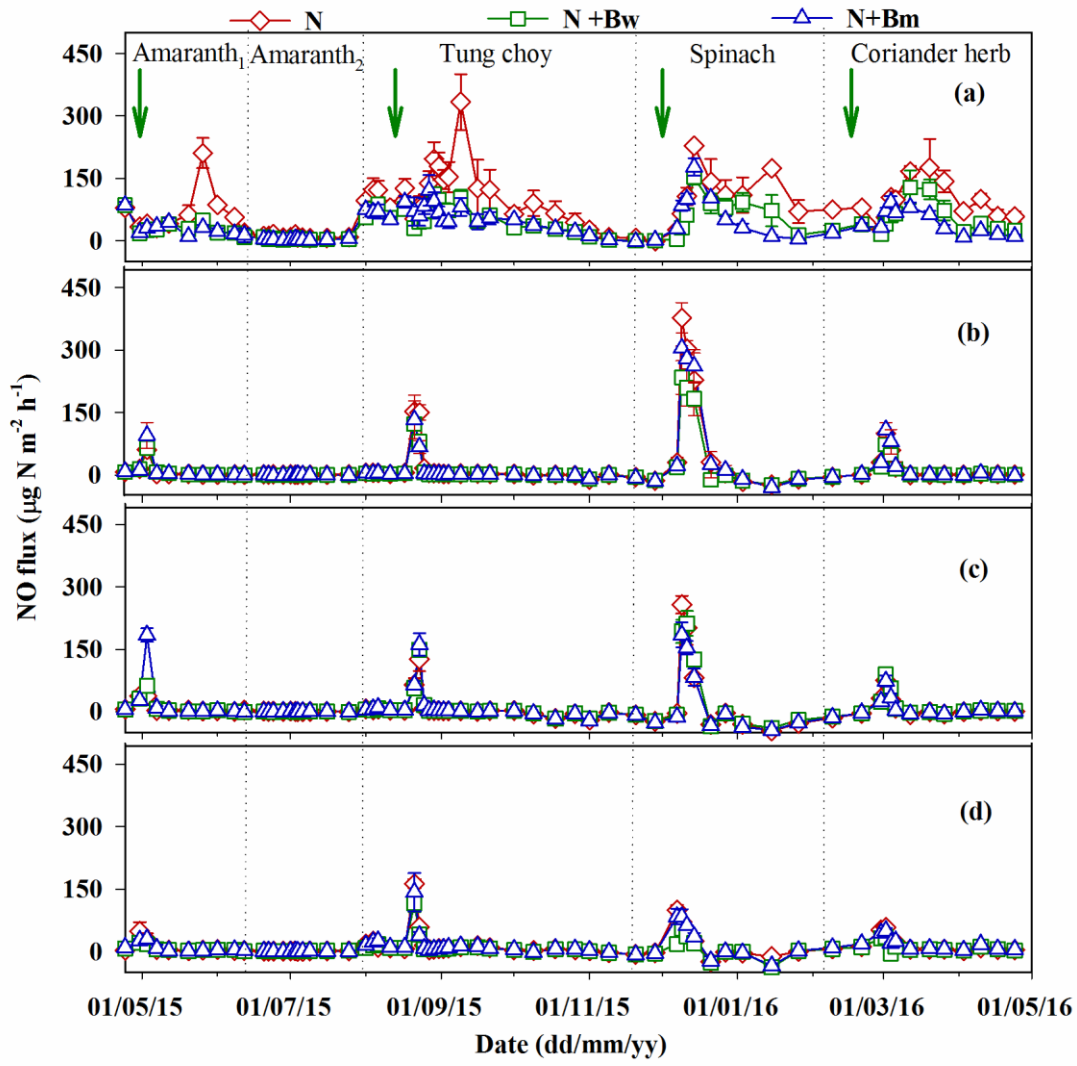 N N +Bw N+Bm
450 Amaranth1 Amaranth2 Tung choy Spinach Coriander herb
(a)
300
150
0
450 (b)
300
150
0
NO flux (µg N m-2 h-1)
450
(c)
300
150
0
450
(d)
300
150
0
01/05/15 01/07/15 01/09/15 01/11/15 01/01/16 01/03/16 01/05/16
Date (dd/mm/yy)